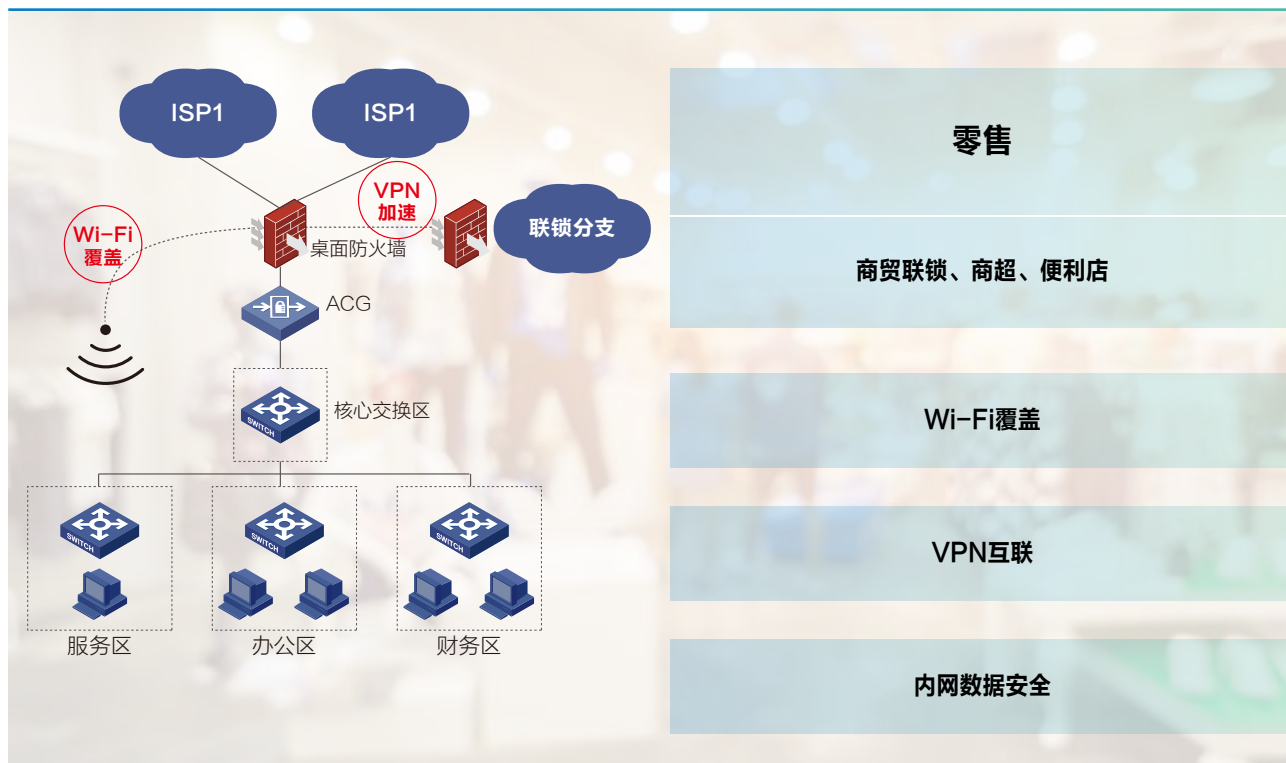 ISP1
ISP1
VPN
加速
Wi-Fi
覆盖
联锁分支
桌面防火墙
ACG
SWITCH
核心交换区
SWITCH
SWITCH
SWITCH
服务区
办公区
财务区
零售
商贸联锁、商超、便利店
Wi-Fi覆盖
VPN互联
内网数据安全